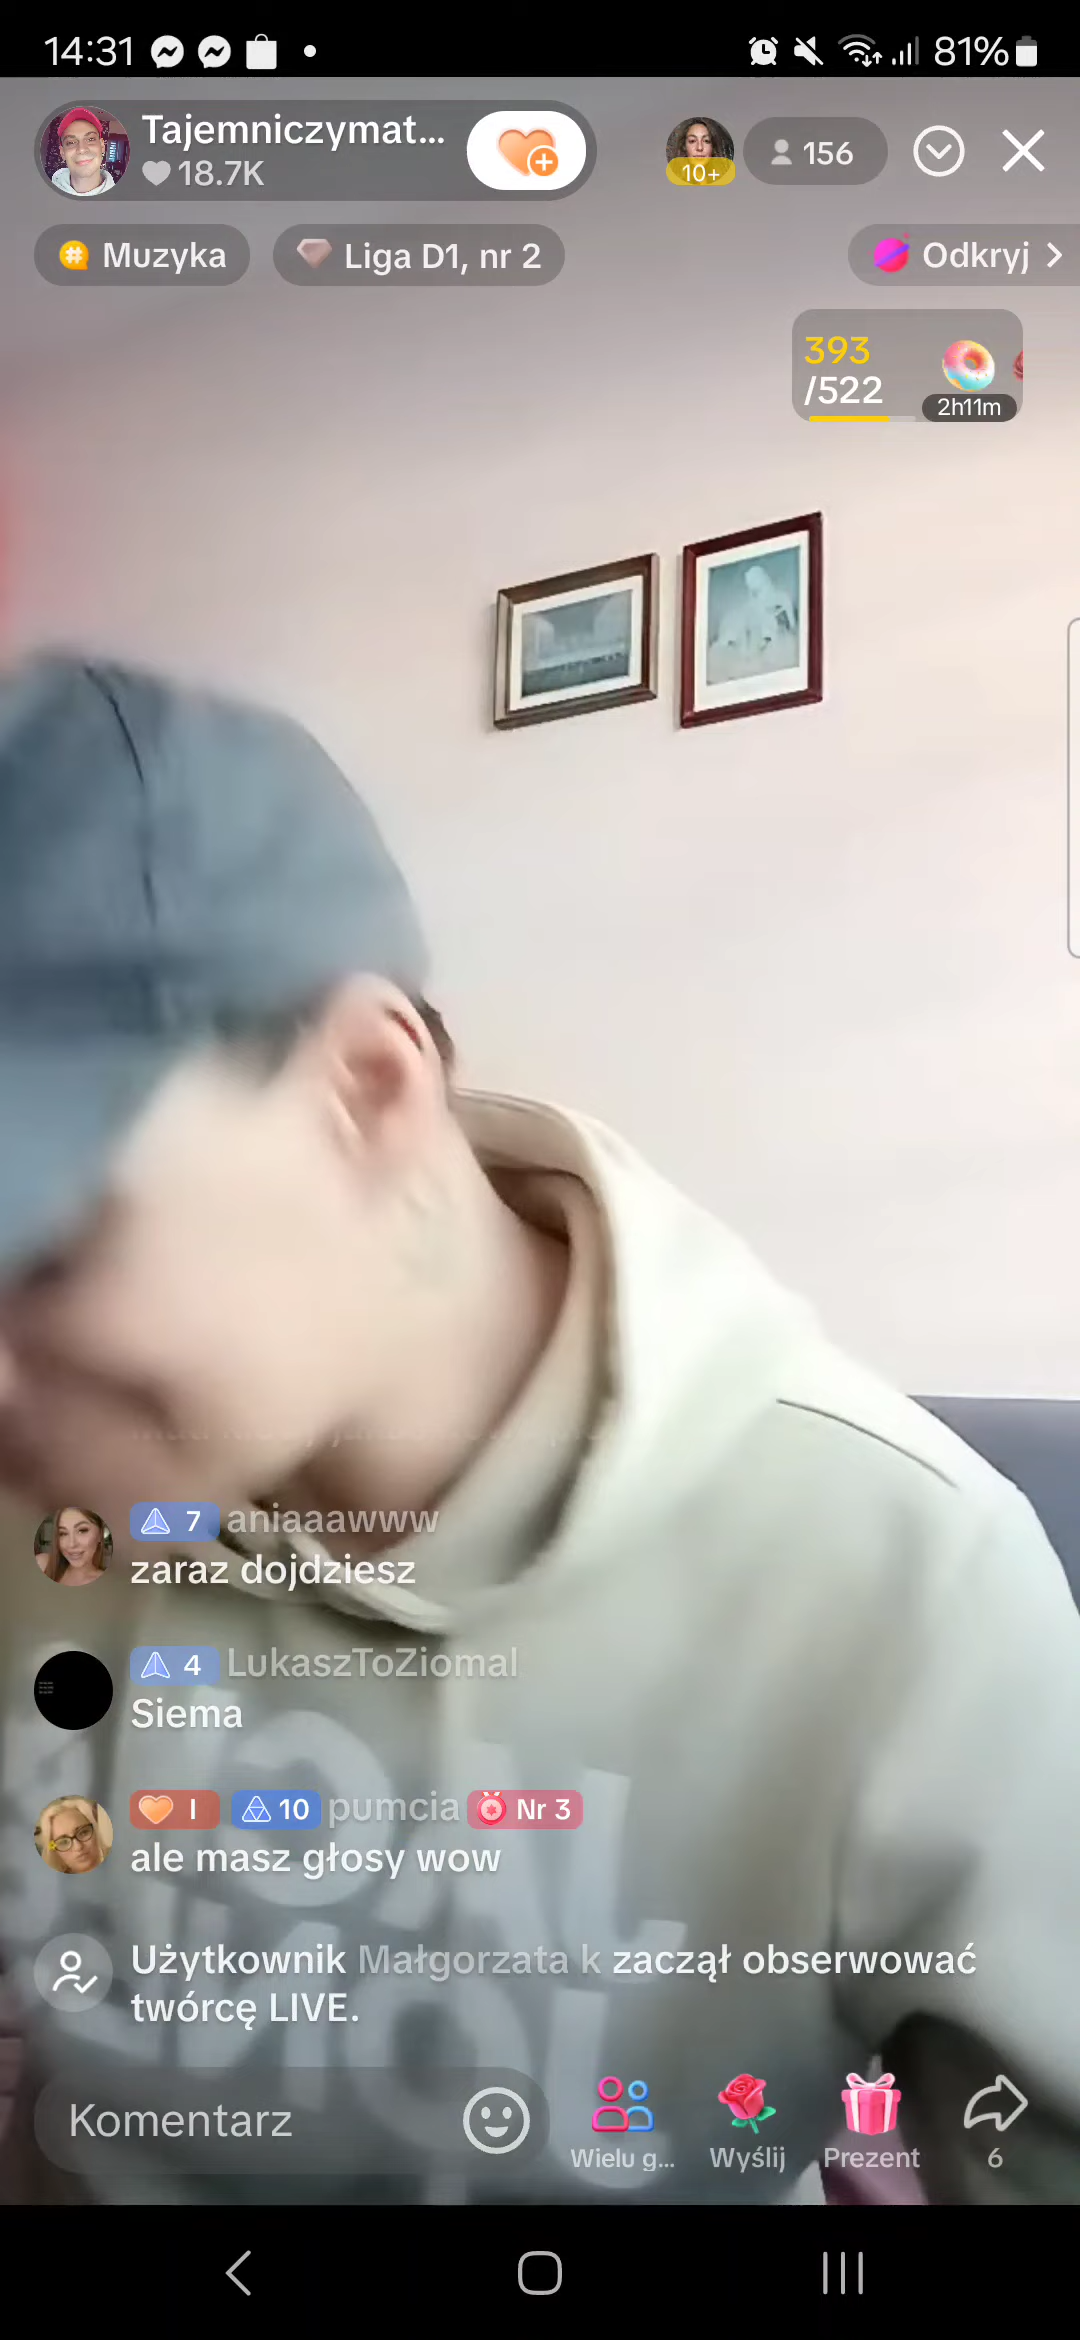 14:31
81%
Tajemniczymat...
18.7K
10+
156
Muzyka
Liga D1, nr 2
Odkryj
393
/522
2h11m
7 aniaaawww
zaraz dojdziesz
4 LukaszToZiomal
Siema
I 10 pumcia Nr 3
ale masz głosy wow
Użytkownik Małgorzata k zaczął obserwować
twórcę LIVE.
Komentarz
Wielu g...
Wyślij
Prezent
6